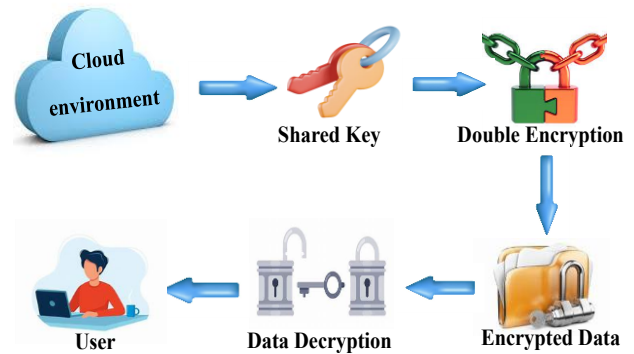 Cloud
environment
Shared Key
Double Encryption
User
Data Decryption
Encrypted Data